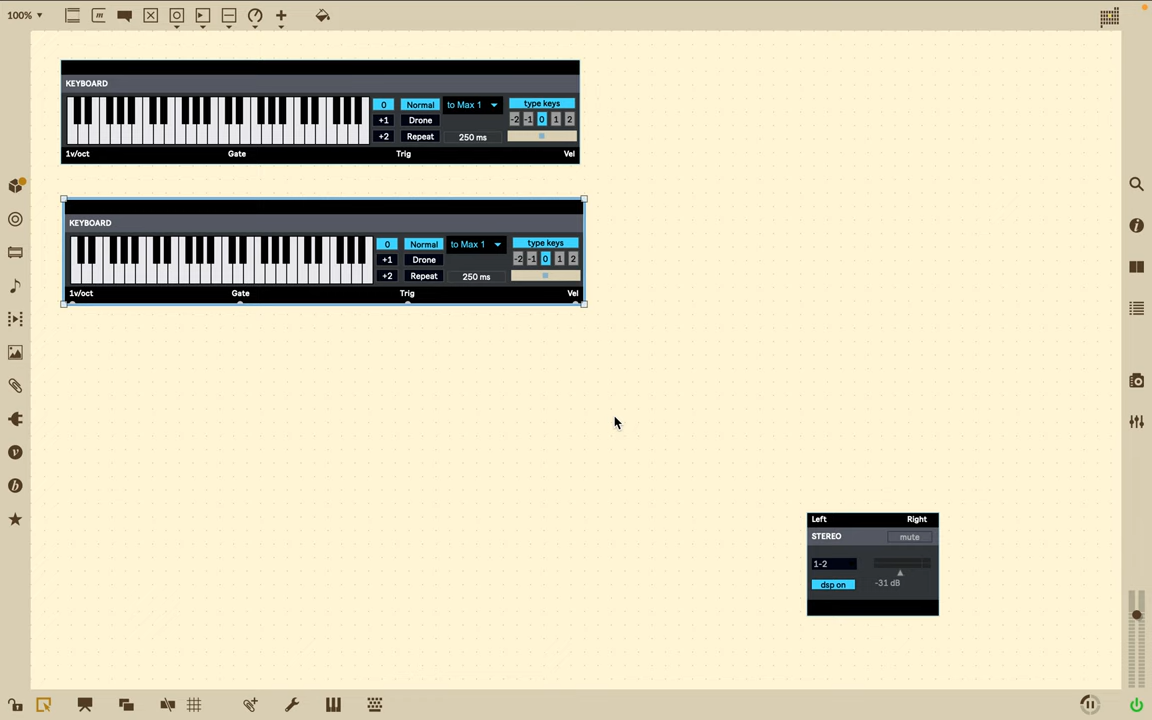 100%
KEYBOARD
0 Normal to Max 1 type keys
+1 Drone -2 -1 0 1 2
+2 Repeat 250 ms
1v/oct Gate Trig Vel
KEYBOARD
0 Normal to Max 1 type keys
+1 Drone -2 -1 0 1 2
+2 Repeat 250 ms
1v/oct Gate Trig Vel
Left Right
STEREO mute
1-2
dsp on -31 dB